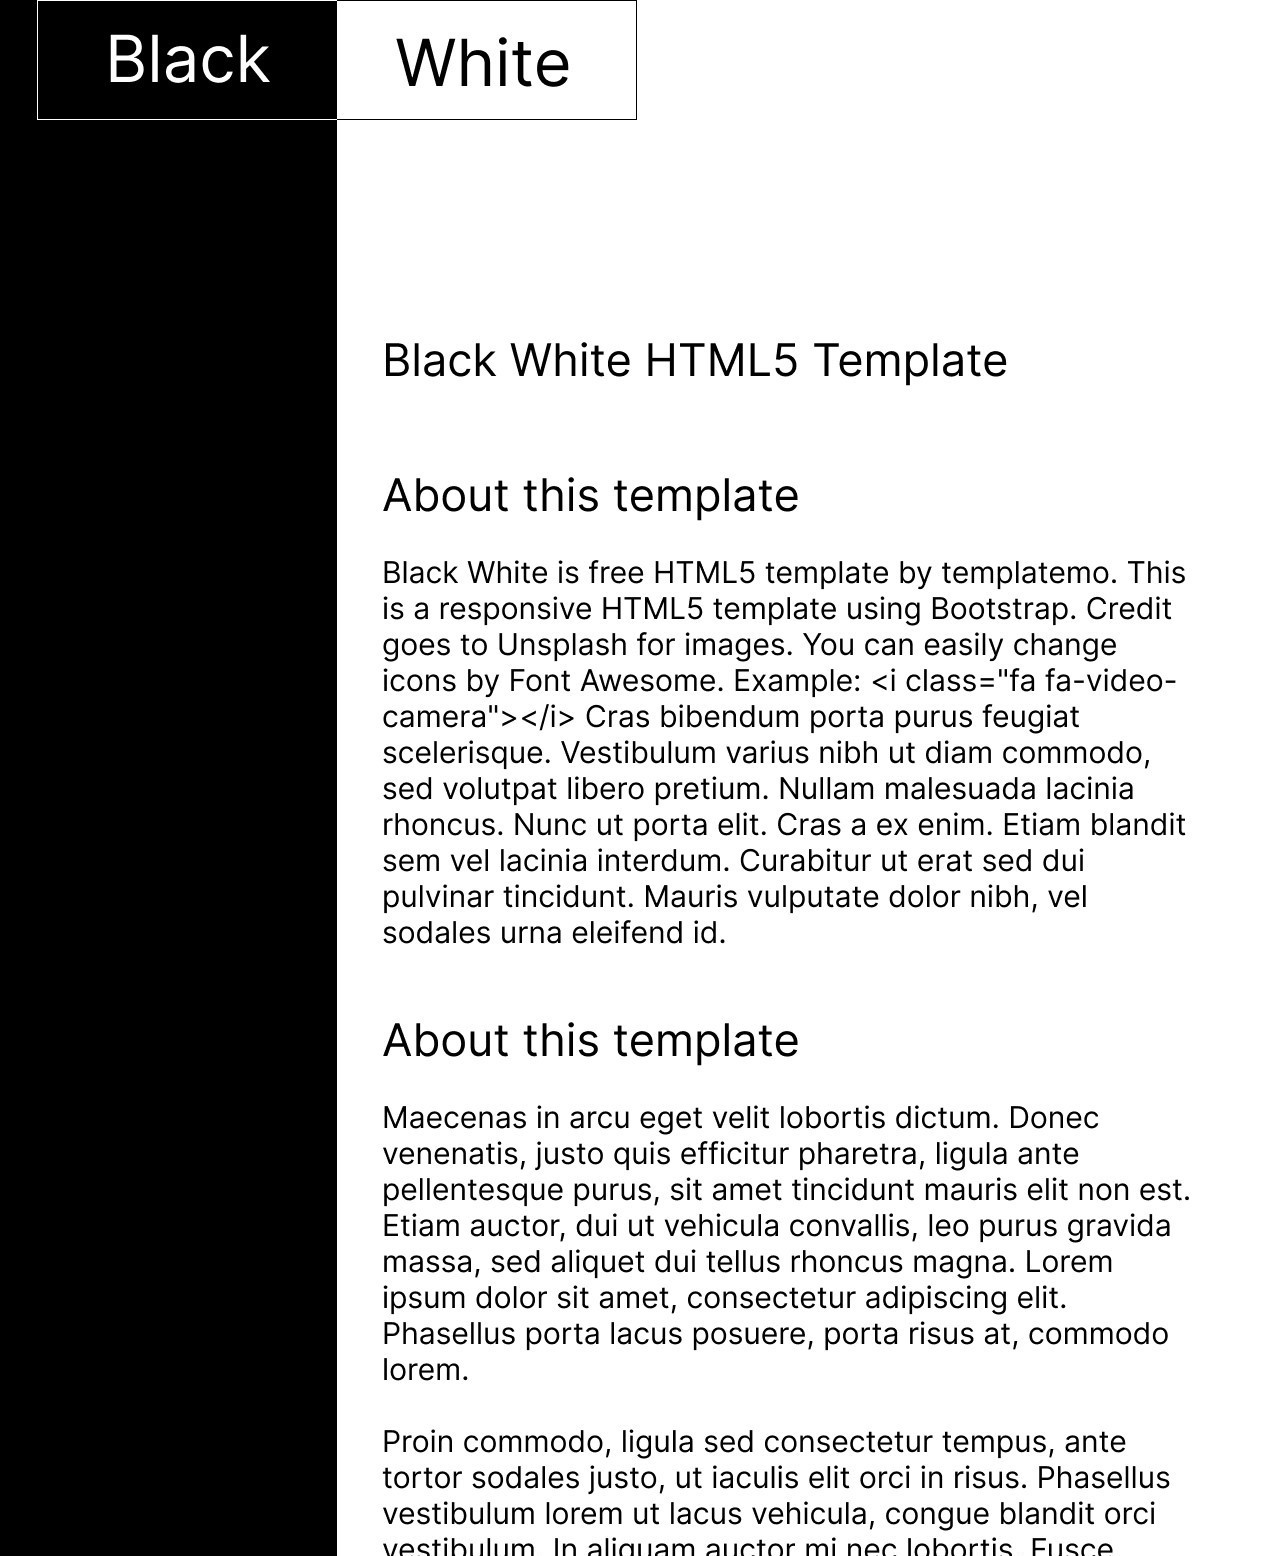 Black White
Black White HTML5 Template
About this template
Black White is free HTML5 template by templatemo. This
is a responsive HTML5 template using Bootstrap. Credit
goes to Unsplash for images. You can easily change
icons by Font Awesome. Example: <i class="fa fa-video-
camera"></i> Cras bibendum porta purus feugiat
scelerisque. Vestibulum varius nibh ut diam commodo,
sed volutpat libero pretium. Nullam malesuada lacinia
rhoncus. Nunc ut porta elit. Cras a ex enim. Etiam blandit
sem vel lacinia interdum. Curabitur ut erat sed dui
pulvinar tincidunt. Mauris vulputate dolor nibh, vel
sodales urna eleifend id.
About this template
Maecenas in arcu eget velit lobortis dictum. Donec
venenatis, justo quis efficitur pharetra, ligula ante
pellentesque purus, sit amet tincidunt mauris elit non est.
Etiam auctor, dui ut vehicula convallis, leo purus gravida
massa, sed aliquet dui tellus rhoncus magna. Lorem
ipsum dolor sit amet, consectetur adipiscing elit.
Phasellus porta lacus posuere, porta risus at, commodo
lorem.
Proin commodo, ligula sed consectetur tempus, ante
tortor sodales justo, ut iaculis elit orci in risus. Phasellus
vestibulum lorem ut lacus vehicula, congue blandit orci
vestibulum. In aliquam auctor mi nec lobortis. Fusce